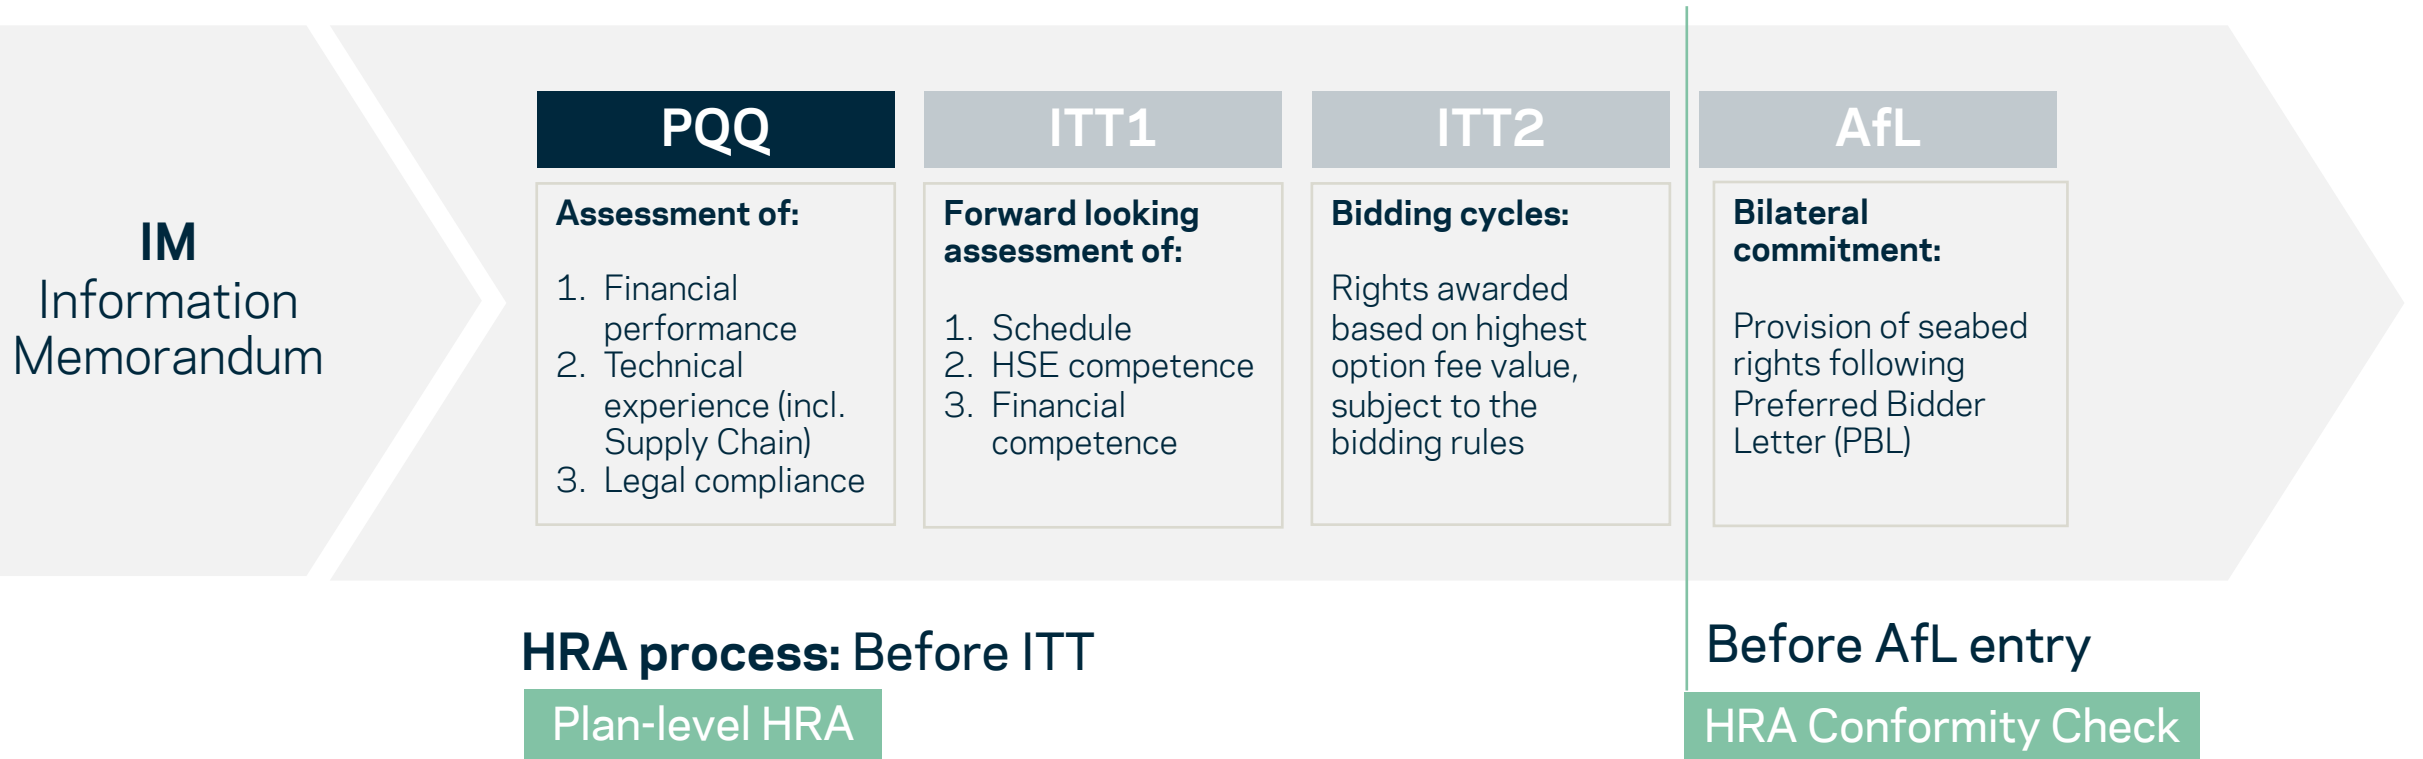 IM
Information
Memorandum
PQQ
Assessment of:
1. Financial
performance
2. Technical
experience (incl.
Supply Chain)
3. Legal compliance
ITT1
Forward looking
assessment of:
1. Schedule
2. HSE competence
3. Financial
competence
ITT2
Bidding cycles:
Rights awarded
based on highest
option fee value,
subject to the
bidding rules
AfL
Bilateral
commitment:
Provision of seabed
rights following
Preferred Bidder
Letter (PBL)
HRA process: Before ITT
Plan-level HRA
Before AfL entry
HRA Conformity Check